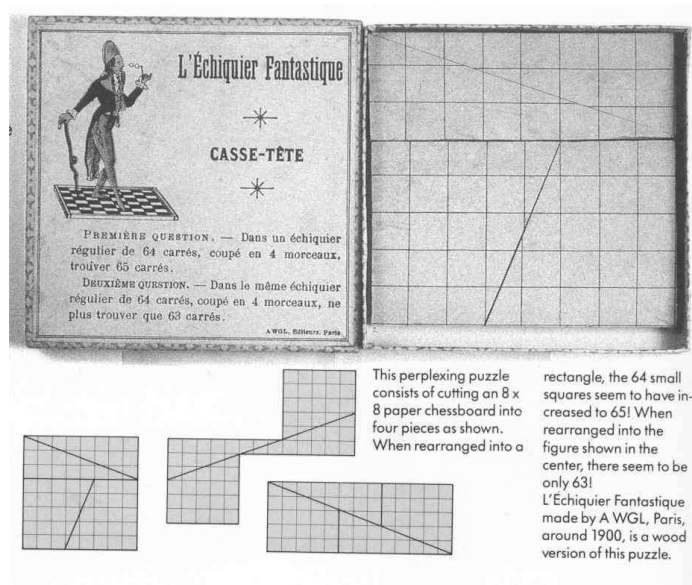 L'Échiquier Fantastique
CASSE-TÊTE
PREMIÈRE QUESTION. — Dans un échiquier
régulier de 64 carrés, coupé en 4 morceaux,
trouver 65 carrés.
DEUXIÈME QUESTION. — Dans le même échiquier
régulier de 64 carrés, coupé en 4 morceaux, ne
plus trouver que 63 carrés.
A WGL, Éditeurs, Paris
This perplexing puzzle
consists of cutting an 8 x
8 paper chessboard into
four pieces as shown.
When rearranged into a
rectangle, the 64 small
squares seem to have in-
creased to 65! When
rearranged into the
figure shown in the
center, there seem to be
only 63!
L'Échiquier Fantastique
made by A WGL, Paris,
around 1900, is a wood
version of this puzzle.